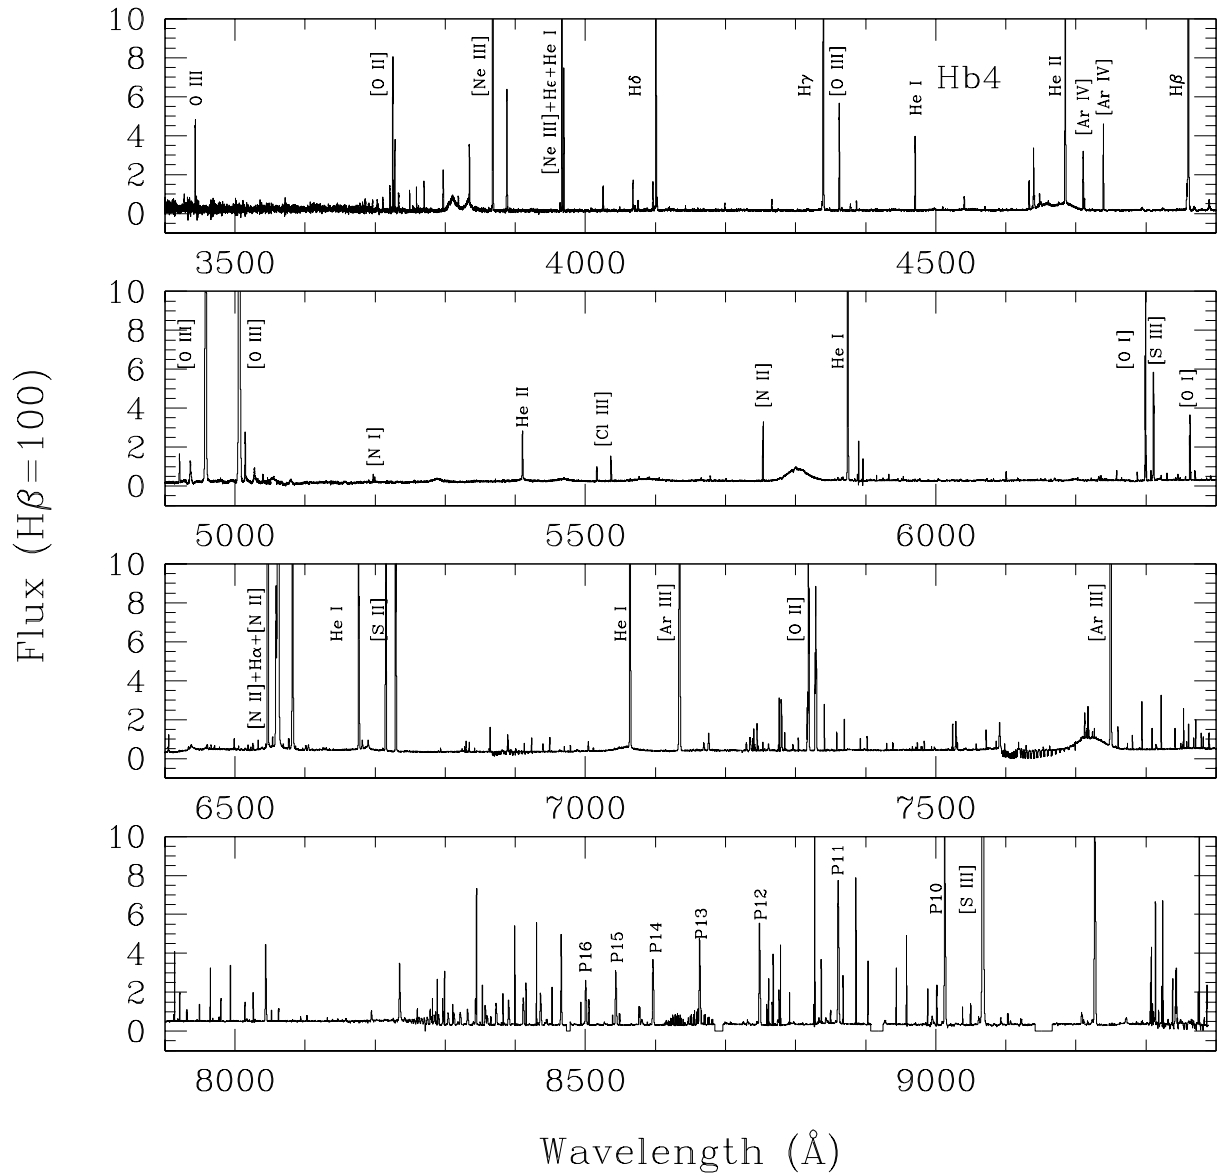 Flux (Hβ=100)
10
8
6
4
2
0
O III
[O II]
[Ne III]
[Ne III]+Hϵ+He I
Hδ
Hγ
[O III]
He I
Hb4
He II
[Ar IV]
[Ar IV]
Hβ
3500
4000
4500
10
8
6
4
2
0
[O III]
[O III]
[N I]
He II
[Cl III]
[N II]
He I
[O I]
[S III]
[O I]
5000
5500
6000
10
8
6
4
2
0
[N II]+Hα+[N II]
He I
[S II]
He I
[Ar III]
[O II]
[Ar III]
6500
7000
7500
10
8
6
4
2
0
P16
P15
P14
P13
P12
P11
P10
[S III]
8000
8500
9000
Wavelength (Å)